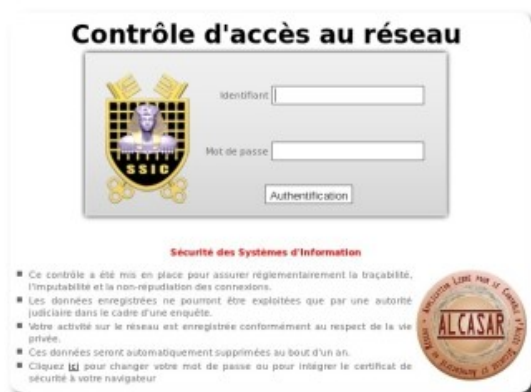 Contrôle d'accès au réseau
Identifiant
Mot de passe
SSIC
Authentification
Sécurité des Systèmes d'Information
Ce contrôle a été mis en place pour assurer réglementairement la traçabilité,
l'imputabilité et la non-répudiation des connexions.
Les données enregistrées ne pourront être exploitées que par une autorité
judiciaire dans le cadre d'une enquête.
Votre activité sur le réseau est enregistrée conformément au respect de la vie
privée.
Ces données seront automatiquement supprimées au bout d'un an.
Cliquez ici pour changer votre mot de passe ou pour intégrer le certificat de
sécurité à votre navigateur
ALCASAR